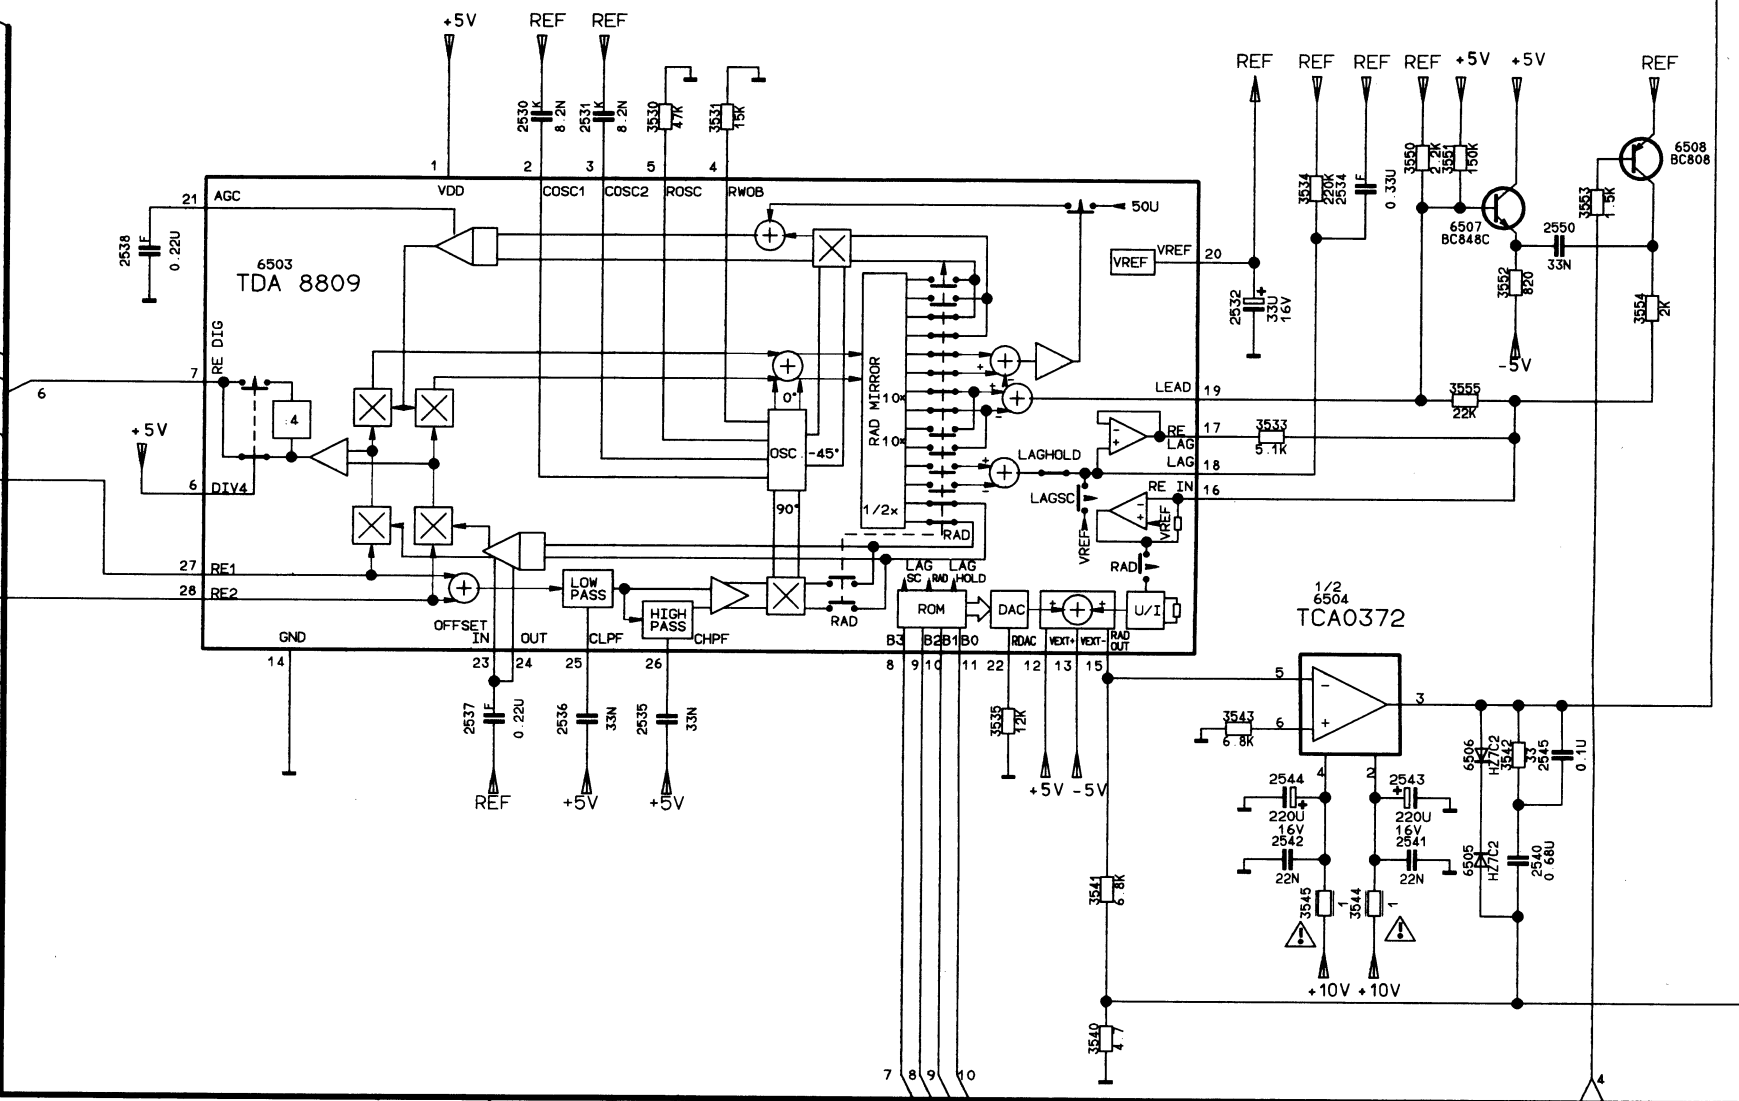 +5V REF REF
2530 K 8.2N 2531 K 8.2N 3530 47K 3531 15K
1 2 3 5 4
VDD COSC1 COSC2 ROSC RWOB
21 AGC
2538 F 0.22U
6503
TDA 8809
50U
VREF VREF 20
REF REF REF REF +5V +5V REF
3534 220K 2534 F 0.33U
3550 2.2K 3551 150K
6507
BC848C
6508
BC808
3553 1.5K
2550
33N
3552 820
3554 2K
-5V
2532 33U 16V
+
RE DIG
7
6
+5V
6 DIV4
:4
0°
OSC. -45°
90°
RAD MIRROR
10x
10x
1/2x
RAD
LEAD 19
3555
22K
RE LAG 17
3533
5.1K
LAG 18
LAGHOLD
LAGSC
RE IN 16
VREF
VREF
RAD
27 RE1
28 RE2
LOW PASS
HIGH PASS
RAD
LAG SC RAD LAG HOLD
ROM DAC U/I
OFFSET
IN OUT CLPF CHPF
B3 B2 B1 B0 RDAC VEXT+ VEXT- RAD OUT
GND
14 23 24 25 26 8 9 10 11 22 12 13 15
2537 F 0.22U 2536 33N 2535 33N
3535 12K
REF +5V +5V
+5V -5V
1/2
6504
TCA0372
5 - 3
6 +
3543
6.8K
4 2
2544
+
220U
16V
2542
22N
2543
+
220U
16V
2541
22N
3545 1 3544 1
+10V +10V
6506 HZ7C2 3542 33 2545 0.1U
6505 HZ7C2 2540 0.68U
3541 6.8K
3540 4.7
7 8 9 10
4